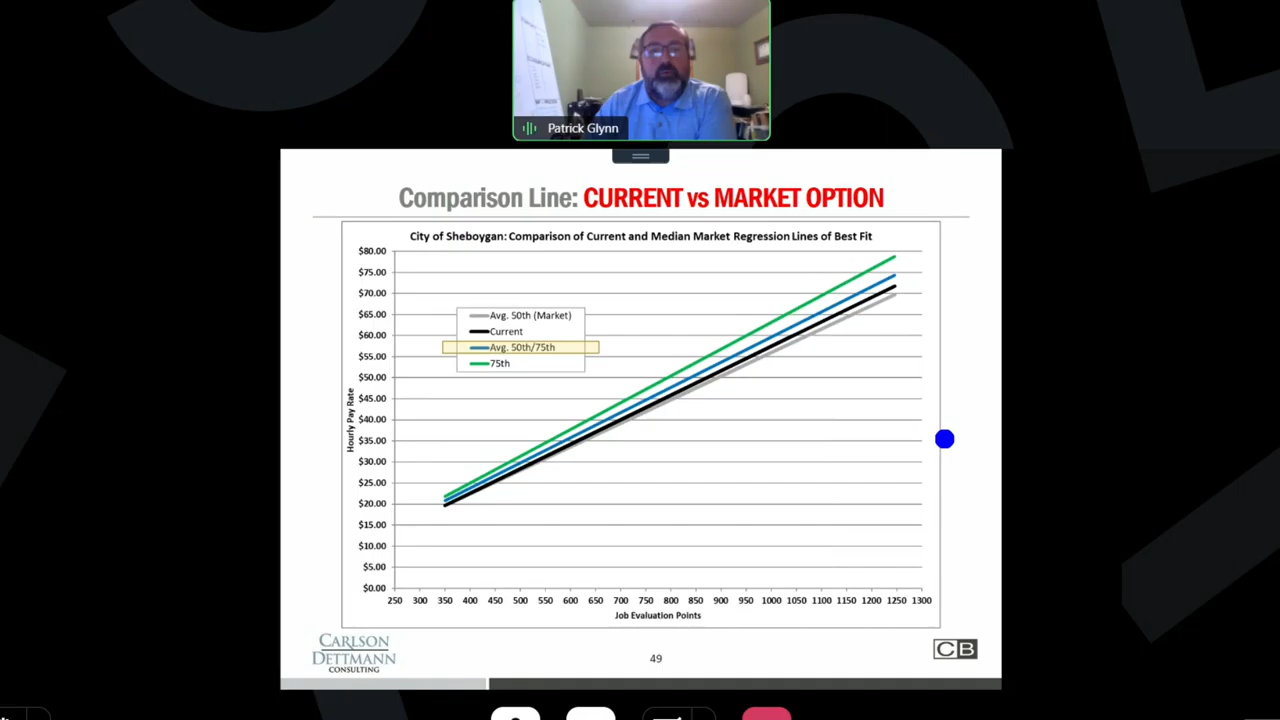 Patrick Glynn
Comparison Line: CURRENT vs MARKET OPTION
City of Sheboygan: Comparison of Current and Median Market Regression Lines of Best Fit
$80.00
$75.00
$70.00
$65.00
$60.00
$55.00
$50.00
$45.00
$40.00
$35.00
$30.00
$25.00
$20.00
$15.00
$10.00
$5.00
$0.00
Hourly Pay Rate
Avg. 50th (Market)
Current
Avg. 50th/75th
75th
250 300 350 400 450 500 550 600 650 700 750 800 850 900 950 1000 1050 1100 1150 1200 1250 1300
Job Evaluation Points
CARLSON
DETTMANN
CONSULTING
49
CB